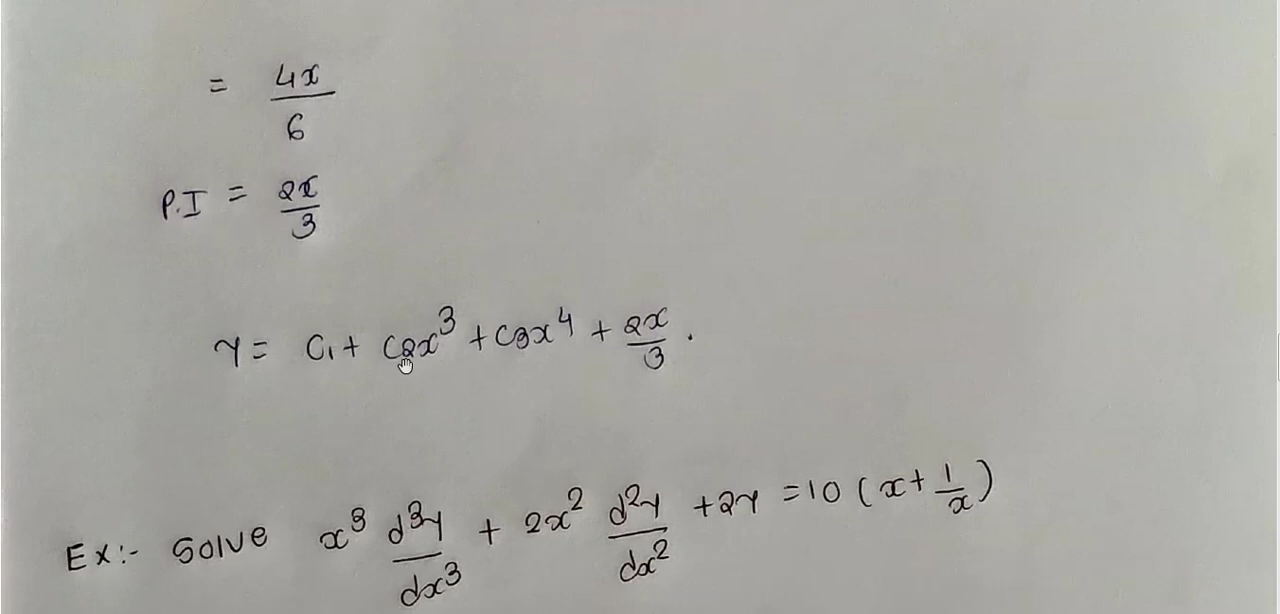 = 4x/6
P.I = 2x/3
y = C₁ + C₂x³ + C₃x⁴ + 2x/3 .
Ex:- Solve x³ d³y/dx³ + 2x² d²y/dx² + 2y = 10 (x + 1/x)